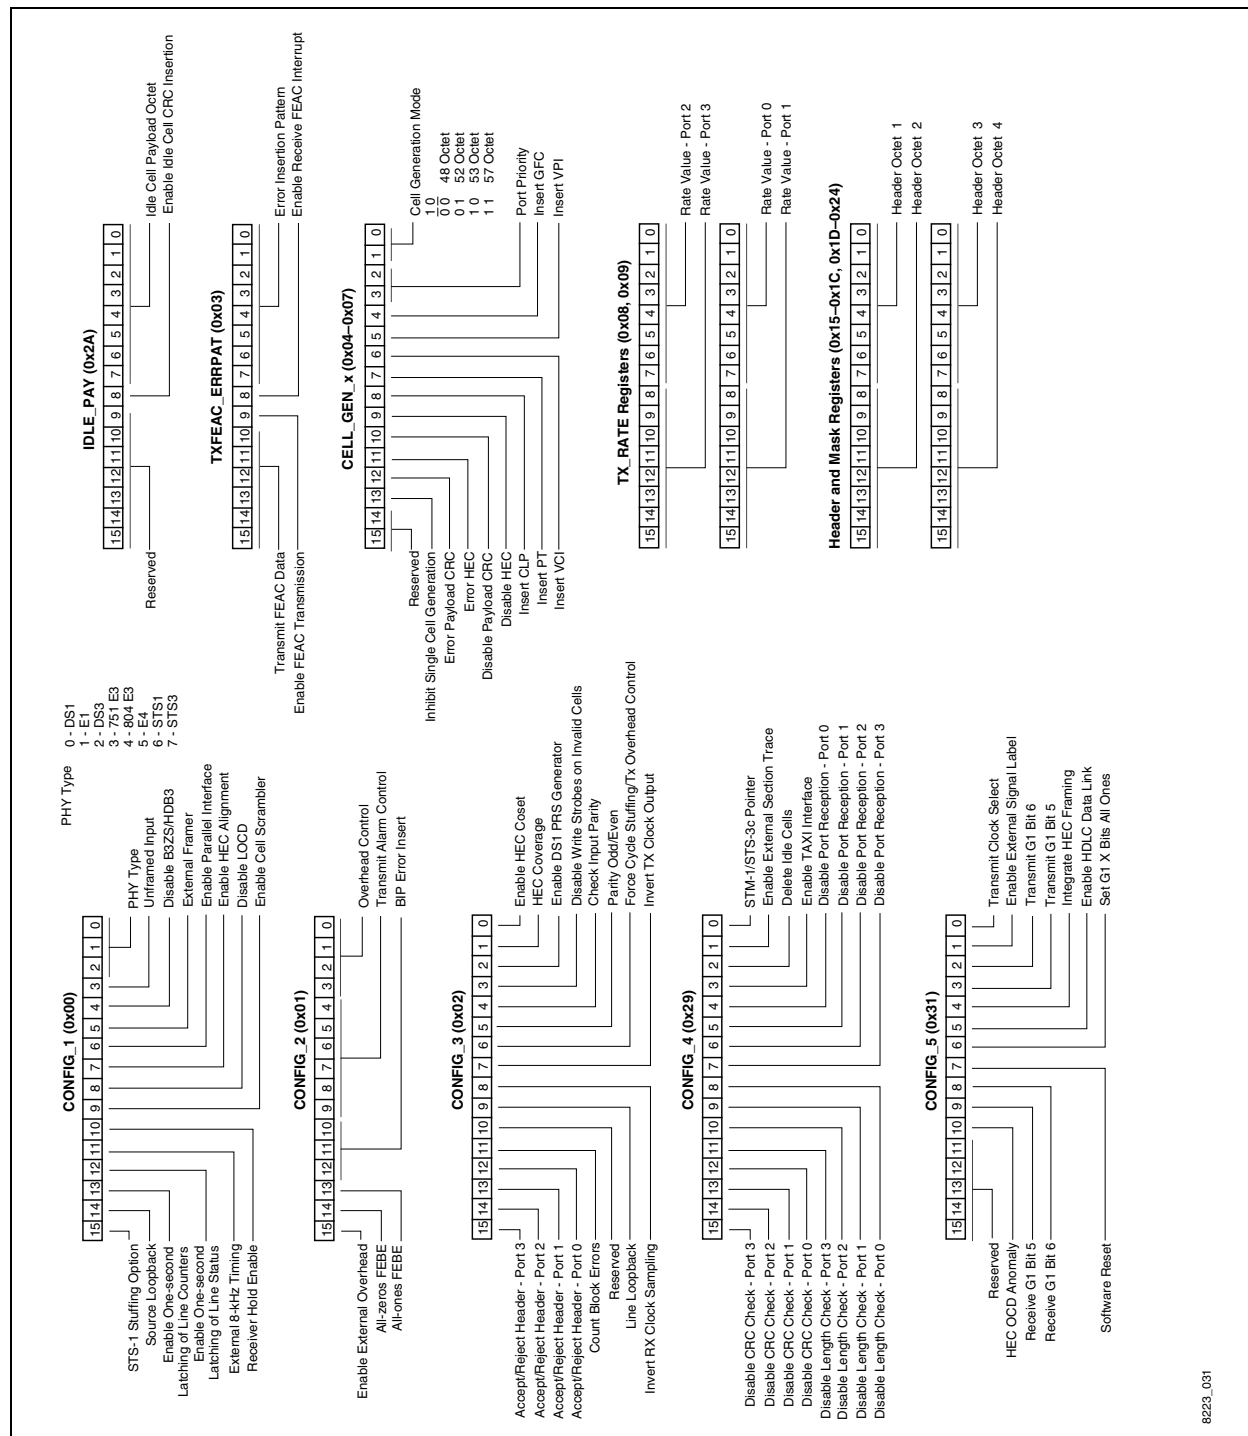 CONFIG_1 (0x00)
15 14 13 12 11 10 9 8 7 6 5 4 3 2 1 0
STS-1 Stuffing Option
Source Loopback
Enable One-second
Latching of Line Counters
Enable One-second
Latching of Line Status
External 8-kHz Timing
Receiver Hold Enable
PHY Type
Unframed Input
Disable B3ZS/HDB3
External Framer
Enable Parallel Interface
Enable HEC Alignment
Disable LOCD
Enable Cell Scrambler
PHY Type
0 - DS1
1 - E1
2 - DS3
3 - 751 E3
4 - 804 E3
5 - E4
6 - STS1
7 - STS3
CONFIG_2 (0x01)
15 14 13 12 11 10 9 8 7 6 5 4 3 2 1 0
Enable External Overhead
All-zeros FEBE
All-ones FEBE
Overhead Control
Transmit Alarm Control
BIP Error Insert
CONFIG_3 (0x02)
15 14 13 12 11 10 9 8 7 6 5 4 3 2 1 0
Accept/Reject Header - Port 3
Accept/Reject Header - Port 2
Accept/Reject Header - Port 1
Accept/Reject Header - Port 0
Count Block Errors
Reserved
Line Loopback
Invert RX Clock Sampling
Enable HEC Coset
HEC Coverage
Enable DS1 PRS Generator
Disable Write Strobes on Invalid Cells
Check Input Parity
Parity Odd/Even
Force Cycle Stuffing/Tx Overhead Control
Invert TX Clock Output
CONFIG_4 (0x29)
15 14 13 12 11 10 9 8 7 6 5 4 3 2 1 0
Disable CRC Check - Port 3
Disable CRC Check - Port 2
Disable CRC Check - Port 1
Disable CRC Check - Port 0
Disable Length Check - Port 3
Disable Length Check - Port 2
Disable Length Check - Port 1
Disable Length Check - Port 0
STM-1/STS-3c Pointer
Enable External Section Trace
Delete Idle Cells
Enable TAXI Interface
Disable Port Reception - Port 0
Disable Port Reception - Port 1
Disable Port Reception - Port 2
Disable Port Reception - Port 3
CONFIG_5 (0x31)
15 14 13 12 11 10 9 8 7 6 5 4 3 2 1 0
Reserved
HEC OCD Anomaly
Receive G1 Bit 5
Receive G1 Bit 6
Software Reset
Transmit Clock Select
Enable External Signal Label
Transmit G1 Bit 6
Transmit G1 Bit 5
Integrate HEC Framing
Enable HDLC Data Link
Set G1 X Bits All Ones
IDLE_PAY (0x2A)
15 14 13 12 11 10 9 8 7 6 5 4 3 2 1 0
Reserved
Idle Cell Payload Octet
Enable Idle Cell CRC Insertion
TXFEAC_ERRPAT (0x03)
15 14 13 12 11 10 9 8 7 6 5 4 3 2 1 0
Transmit FEAC Data
Enable FEAC Transmission
Error Insertion Pattern
Enable Receive FEAC Interrupt
CELL_GEN_x (0x04–0x07)
15 14 13 12 11 10 9 8 7 6 5 4 3 2 1 0
Reserved
Inhibit Single Cell Generation
Error Payload CRC
Error HEC
Disable Payload CRC
Disable HEC
Insert CLP
Insert PT
Insert VCI
Cell Generation Mode
1 0
0 0 48 Octet
0 1 52 Octet
1 0 53 Octet
1 1 57 Octet
Port Priority
Insert GFC
Insert VPI
TX_RATE Registers (0x08, 0x09)
15 14 13 12 11 10 9 8 7 6 5 4 3 2 1 0
Rate Value - Port 2
Rate Value - Port 3
15 14 13 12 11 10 9 8 7 6 5 4 3 2 1 0
Rate Value - Port 0
Rate Value - Port 1
Header and Mask Registers (0x15–0x1C, 0x1D–0x24)
15 14 13 12 11 10 9 8 7 6 5 4 3 2 1 0
Header Octet 1
Header Octet 2
15 14 13 12 11 10 9 8 7 6 5 4 3 2 1 0
Header Octet 3
Header Octet 4
8223_031